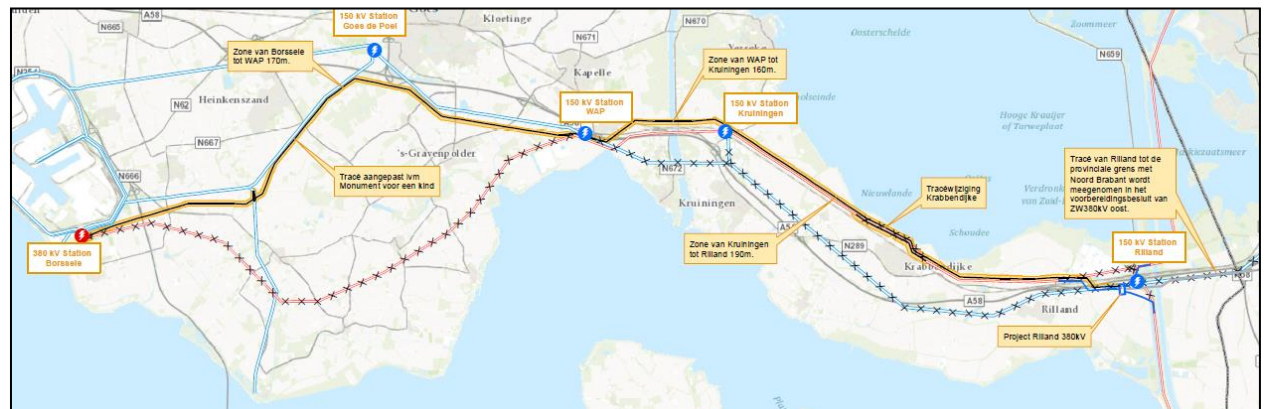 A58
N665
150 kV Station
Goes de Poel
Kloetinge
N670
Oosterschelde
Zoommeer
N659
Zone van Borssele
tot WAP 170m.
N671
Zone van WAP tot
Kruiningen 160m.
Kapelle
Tracé van Rilland tot de
provinciale grens met
Noord Brabant wordt
meegenomen in het
voorbereidingsbesluit van
ZW380kV oost.
N62
Heinkenszand
150 kV Station
WAP
150 kV Station
Kruiningen
Hooge Kraaijer
of Tarweplaat
N667
's-Gravenpolder
N666
Tracé aangepast ivm
Monument voor een kind
N672
Nieuwlande
Tracéwijziging
Krabbendijke
Verdronk
van Zuid-
Kruiningen
Schoudee
380 kV Station
Borssele
Zone van Kruiningen
tot Rilland 190m.
N289
Krabbendijke
150 kV Station
Rilland
A58
Rilland
Project Rilland 380kV